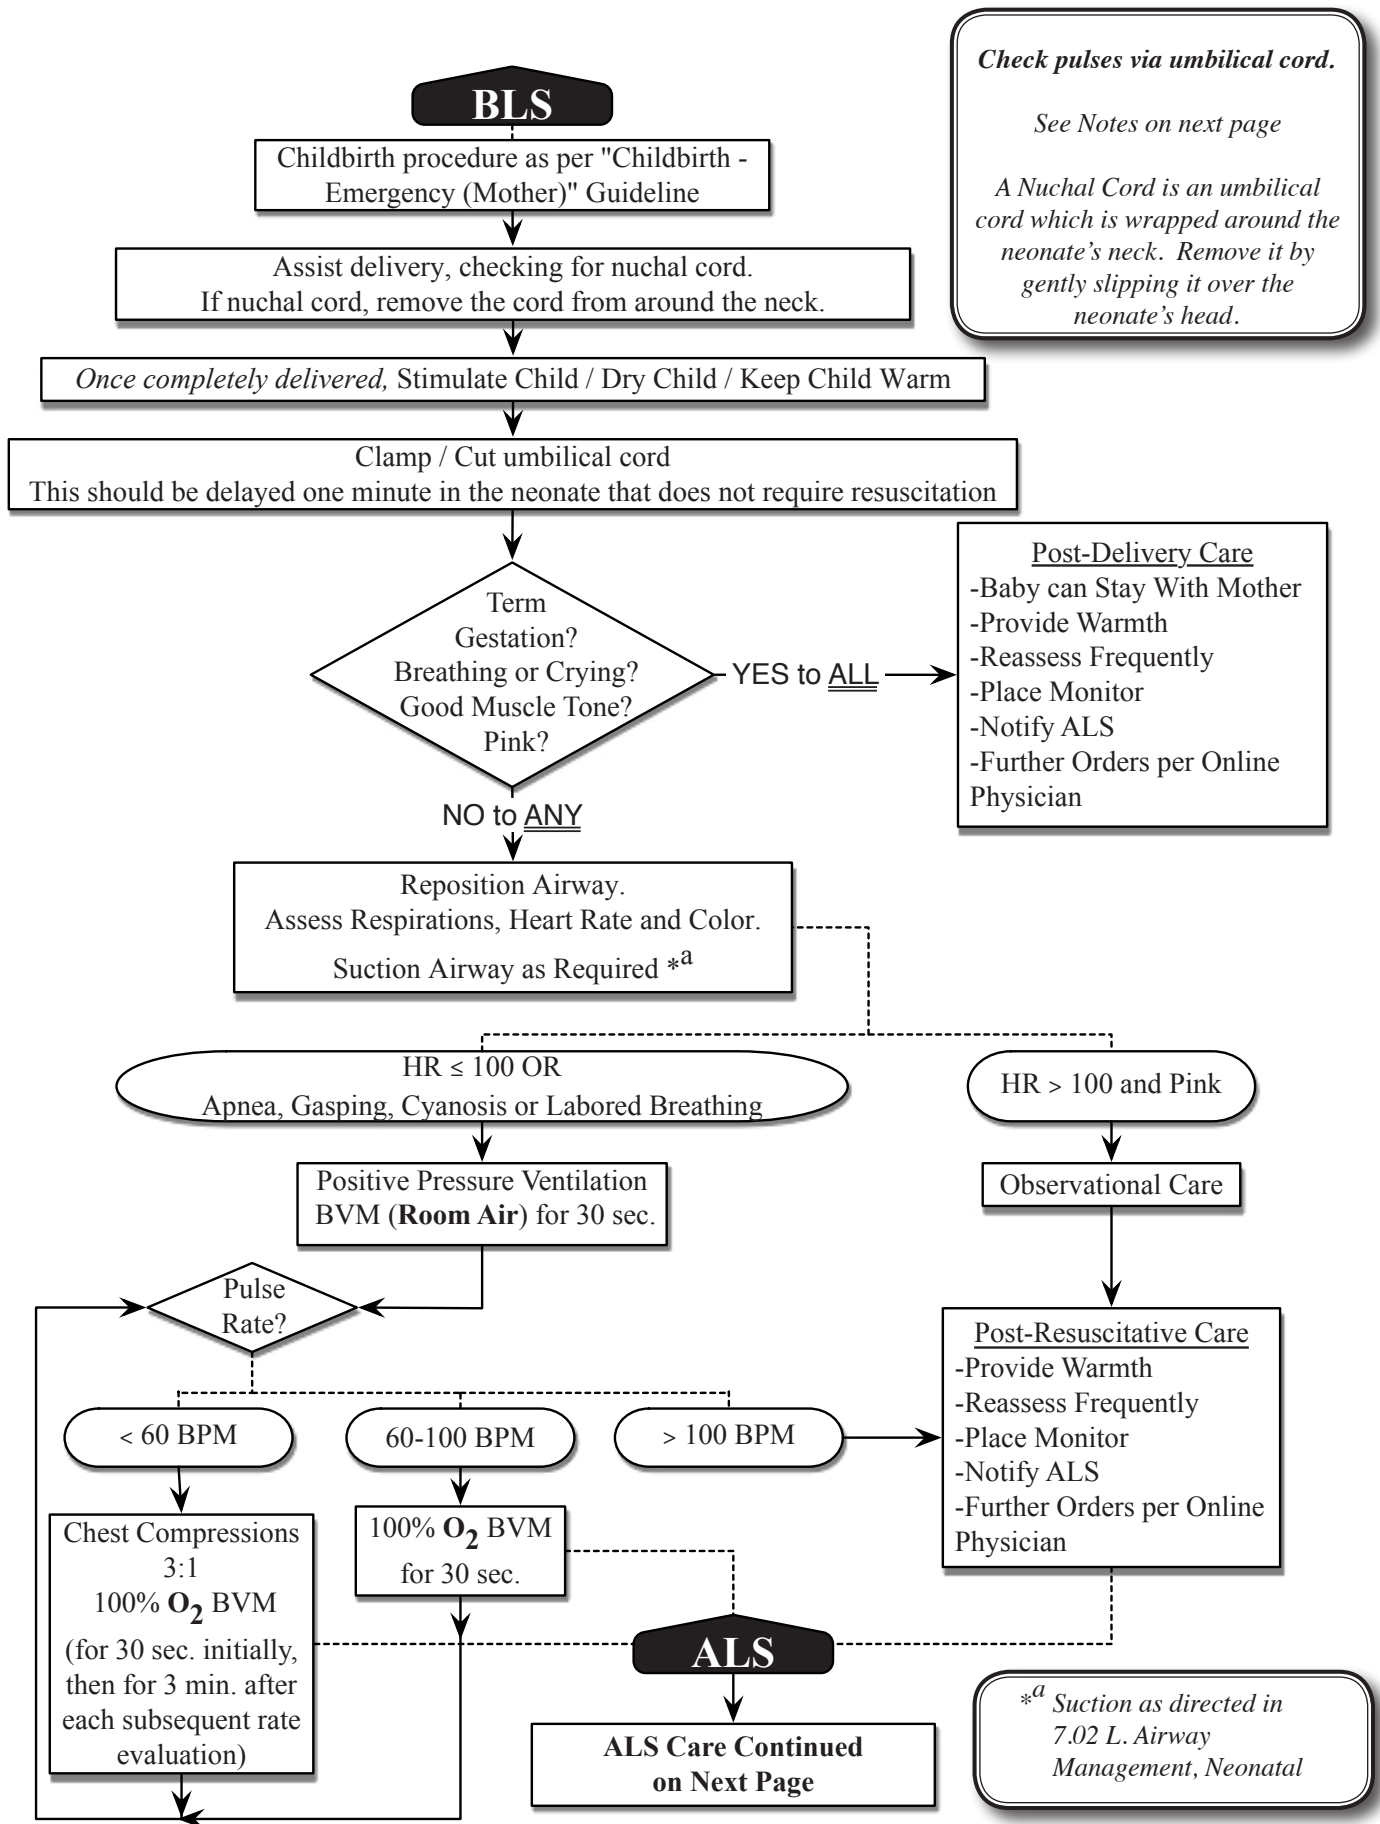 Check pulses via umbilical cord.
See Notes on next page
A Nuchal Cord is an umbilical
cord which is wrapped around the
neonate’s neck.  Remove it by
gently slipping it over the
neonate’s head.
BLS
Childbirth procedure as per "Childbirth -
Emergency (Mother)" Guideline
Assist delivery, checking for nuchal cord.
If nuchal cord, remove the cord from around the neck.
Once completely delivered, Stimulate Child / Dry Child / Keep Child Warm
Clamp / Cut umbilical cord
This should be delayed one minute in the neonate that does not require resuscitation
Term
Gestation?
Breathing or Crying?
Good Muscle Tone?
Pink?
YES to ALL
Post-Delivery Care
-Baby can Stay With Mother
-Provide Warmth
-Reassess Frequently
-Place Monitor
-Notify ALS
-Further Orders per Online
Physician
NO to ANY
Reposition Airway.
Assess Respirations, Heart Rate and Color.
Suction Airway as Required *a
HR ≤ 100 OR
Apnea, Gasping, Cyanosis or Labored Breathing
HR > 100 and Pink
Positive Pressure Ventilation
BVM (Room Air) for 30 sec.
Observational Care
Pulse
Rate?
< 60 BPM
60-100 BPM
> 100 BPM
Post-Resuscitative Care
-Provide Warmth
-Reassess Frequently
-Place Monitor
-Notify ALS
-Further Orders per Online
Physician
Chest Compressions
3:1
100% O2 BVM
(for 30 sec. initially,
then for 3 min. after
each subsequent rate
evaluation)
100% O2 BVM
for 30 sec.
ALS
ALS Care Continued
on Next Page
*a Suction as directed in
7.02 L. Airway
Management, Neonatal